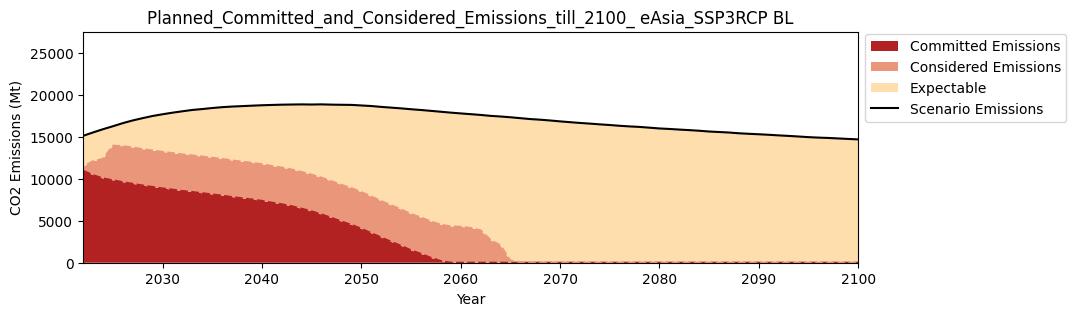 Planned_Committed_and_Considered_Emissions_till_2100_ eAsia_SSP3RCP BL
CO2 Emissions (Mt)
25000
20000
15000
10000
5000
0
2030 2040 2050 2060 2070 2080 2090 2100
Year
Committed Emissions
Considered Emissions
Expectable
Scenario Emissions